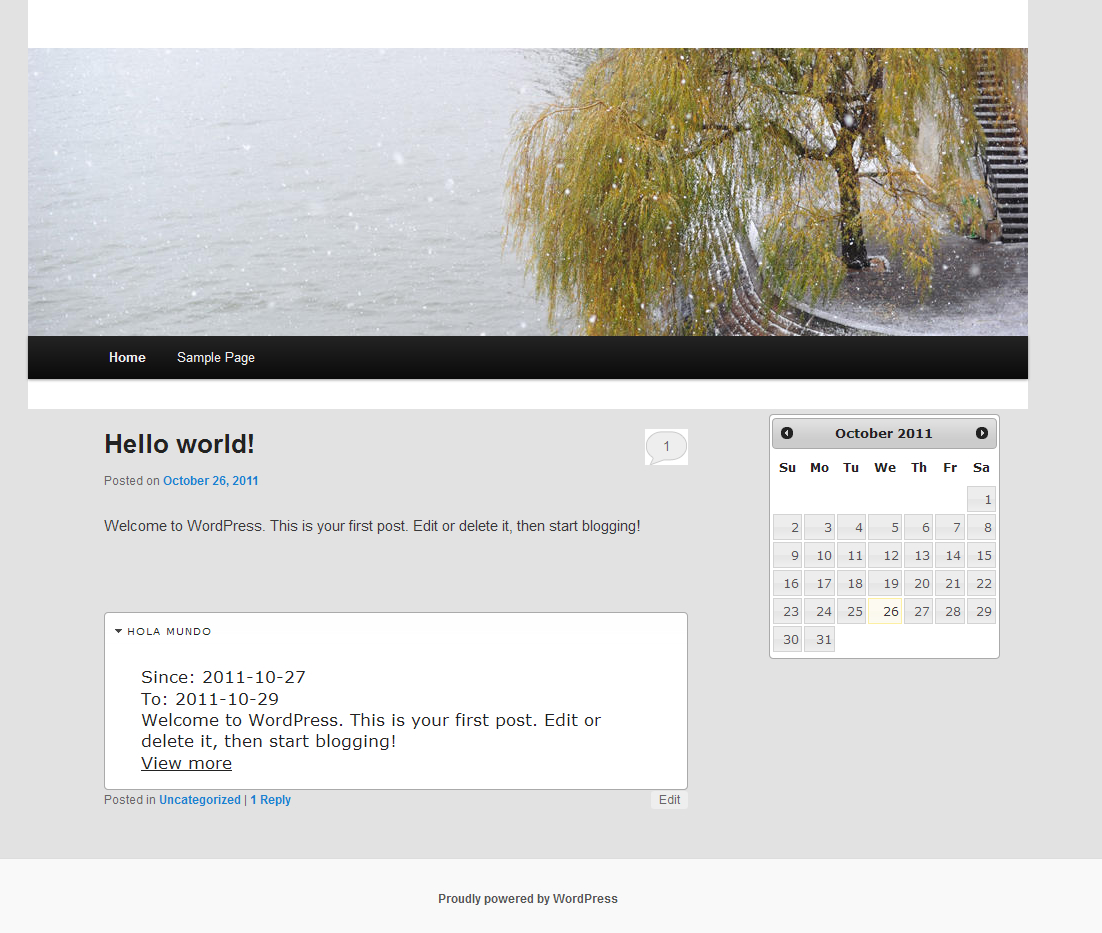 Home Sample Page
Hello world!
1
Posted on October 26, 2011
Welcome to WordPress. This is your first post. Edit or delete it, then start blogging!
HOLA MUNDO
Since: 2011-10-27
To: 2011-10-29
Welcome to WordPress. This is your first post. Edit or
delete it, then start blogging!
View more
Posted in Uncategorized | 1 Reply
Edit
October 2011
Su Mo Tu We Th Fr Sa
1
2 3 4 5 6 7 8
9 10 11 12 13 14 15
16 17 18 19 20 21 22
23 24 25 26 27 28 29
30 31
Proudly powered by WordPress